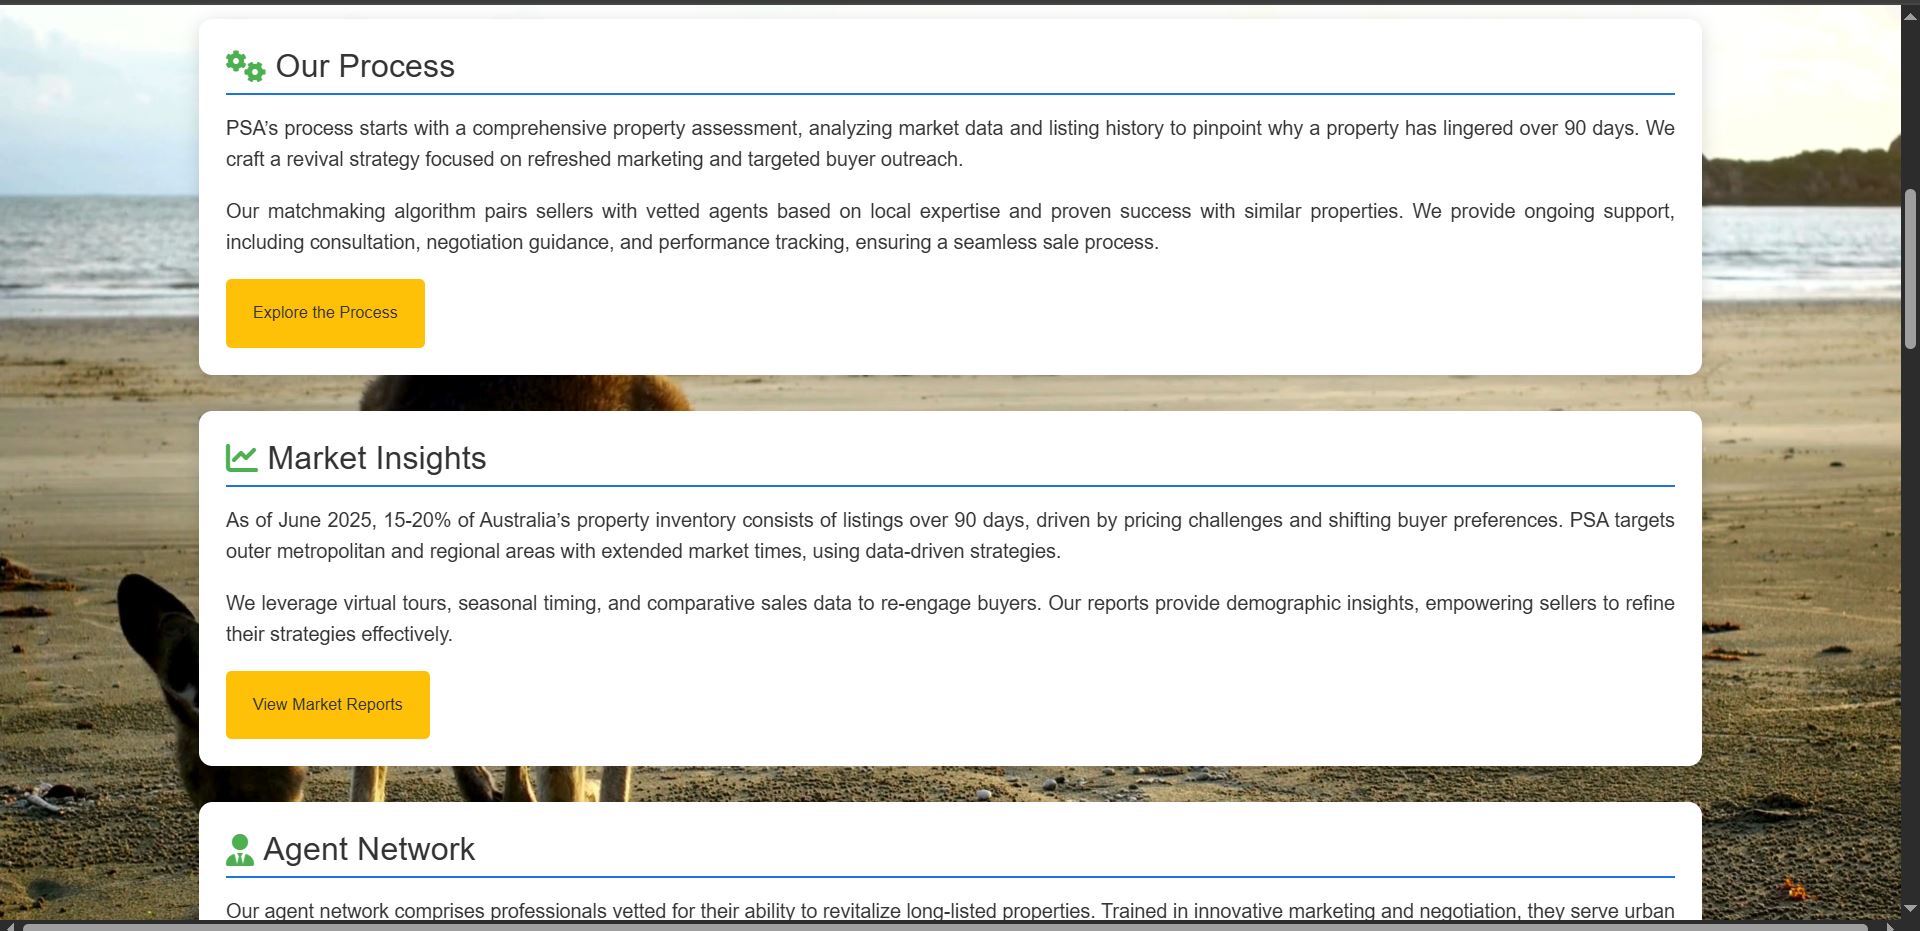 Our Process
PSA’s process starts with a comprehensive property assessment, analyzing market data and listing history to pinpoint why a property has lingered over 90 days. We
craft a revival strategy focused on refreshed marketing and targeted buyer outreach.
Our matchmaking algorithm pairs sellers with vetted agents based on local expertise and proven success with similar properties. We provide ongoing support,
including consultation, negotiation guidance, and performance tracking, ensuring a seamless sale process.
Explore the Process
Market Insights
As of June 2025, 15-20% of Australia’s property inventory consists of listings over 90 days, driven by pricing challenges and shifting buyer preferences. PSA targets
outer metropolitan and regional areas with extended market times, using data-driven strategies.
We leverage virtual tours, seasonal timing, and comparative sales data to re-engage buyers. Our reports provide demographic insights, empowering sellers to refine
their strategies effectively.
View Market Reports
Agent Network
Our agent network comprises professionals vetted for their ability to revitalize long-listed properties. Trained in innovative marketing and negotiation, they serve urban